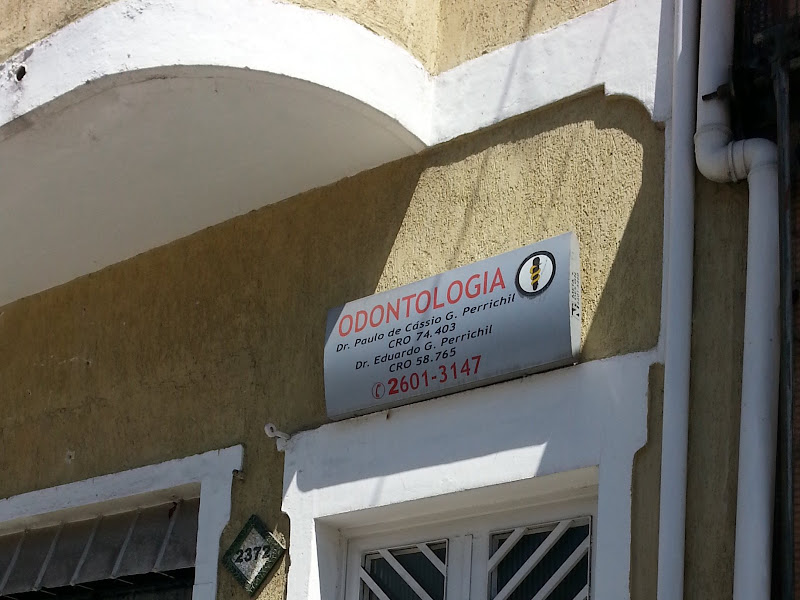 ODONTOLOGIA
Dr. Paulo de Cássio G. Perrichil
CRO 74.403
Dr. Eduardo G. Perrichil
CRO 58.765
2601-3147
2372